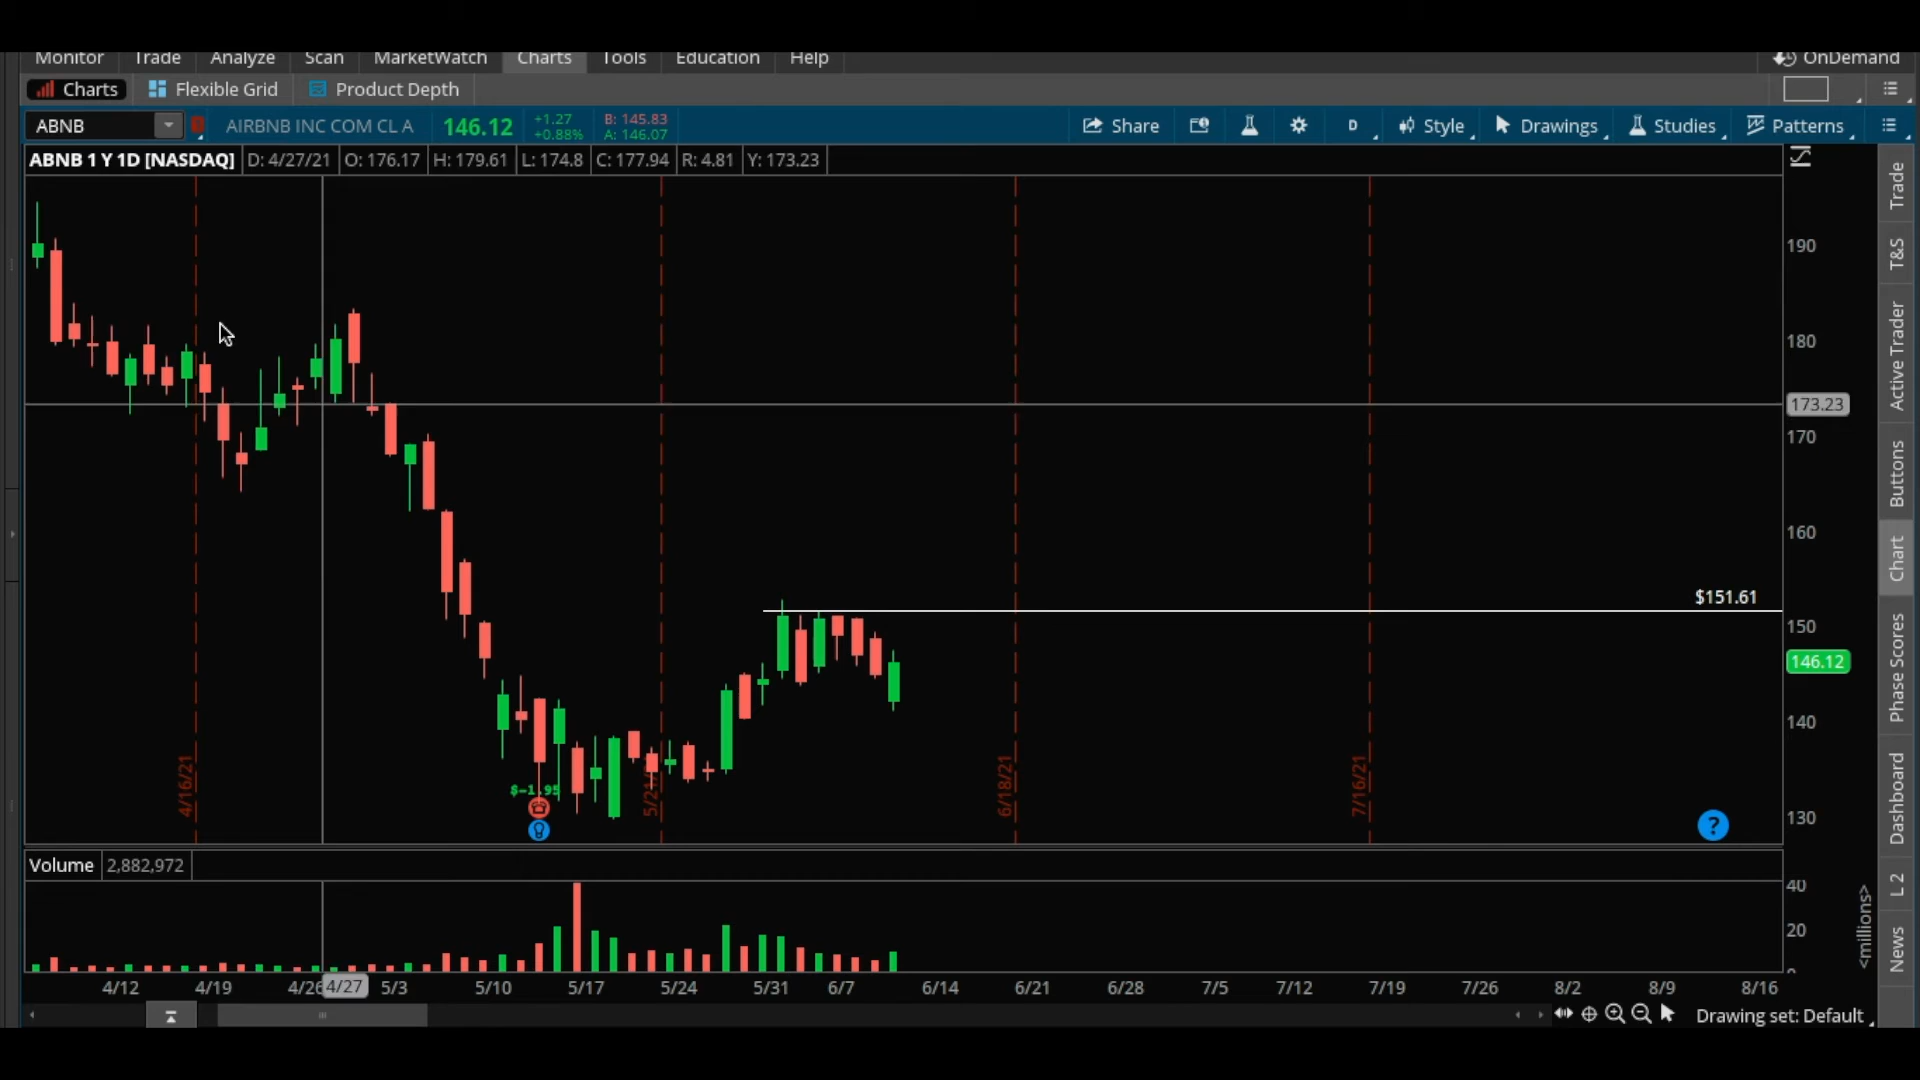 Monitor Trade Analyze Scan MarketWatch Charts Tools Education Help OnDemand
Charts Flexible Grid Product Depth
ABNB AIRBNB INC COM CL A 146.12 +1.27 B: 145.83 Share D Style Drawings Studies Patterns
+0.88% A: 146.07
ABNB 1 Y 1D [NASDAQ] D: 4/27/21 O: 176.17 H: 179.61 L: 174.8 C: 177.94 R: 4.81 Y: 173.23
190
180
173.23
170
160
$151.61
150
146.12
140
130
$-1.95
4/16/21
5/21
6/18/21
7/16/21
?
Volume 2,882,972
40
20
<millions>
4/12 4/19 4/26 4/27 5/3 5/10 5/17 5/24 5/31 6/7 6/14 6/21 6/28 7/5 7/12 7/19 7/26 8/2 8/9 8/16
Drawing set: Default
Trade
T&S
Active Trader
Buttons
Chart
Phase Scores
Dashboard
L 2
News